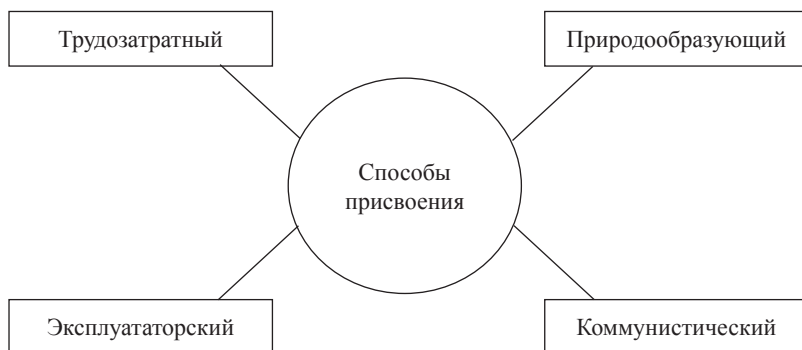 Трудозатратный
Природообразующий
Способы
присвоения
Эксплуататорский
Коммунистический